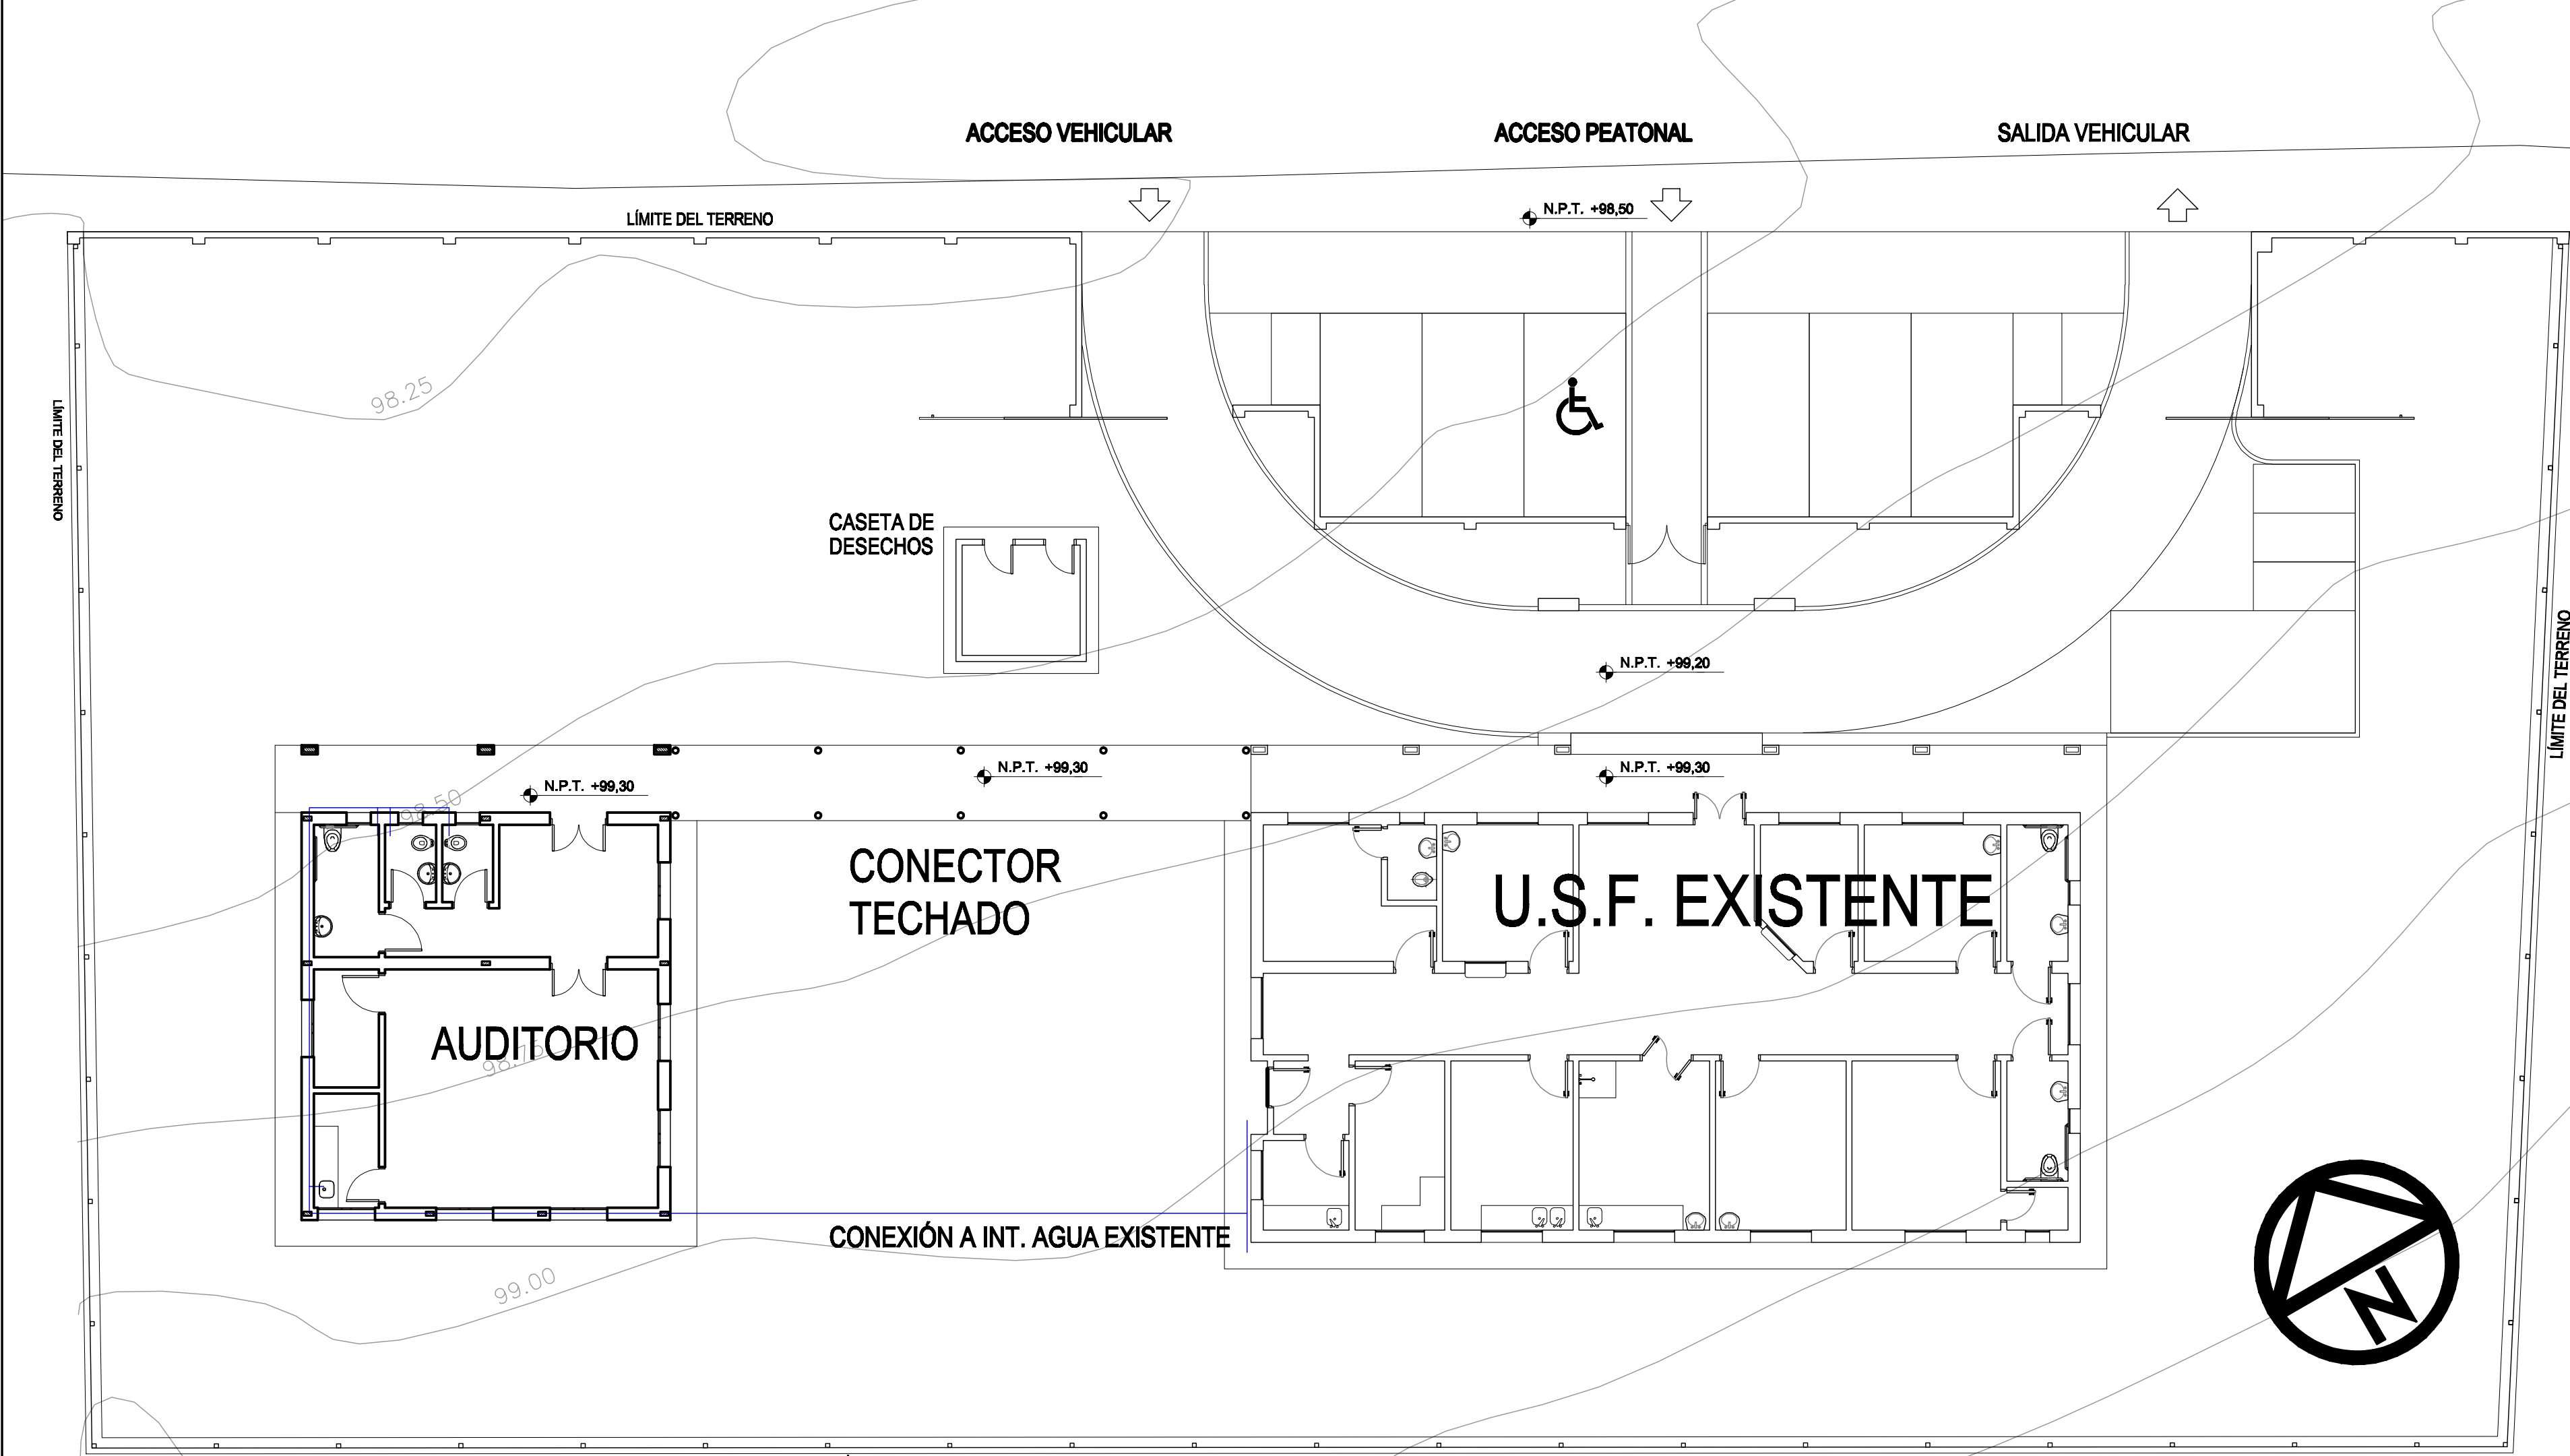 ACCESO VEHICULAR
ACCESO PEATONAL
SALIDA VEHICULAR
LÍMITE DEL TERRENO
N.P.T. +98,50
98.25
LÍMITE DEL TERRENO
CASETA DE
DESECHOS
LÍMITE DEL TERRENO
N.P.T. +99,20
N.P.T. +99,30
N.P.T. +99,30
N.P.T. +99,30
98.50
CONECTOR
TECHADO
U.S.F. EXISTENTE
AUDITORIO
98.75
CONEXIÓN A INT. AGUA EXISTENTE
99.00
N